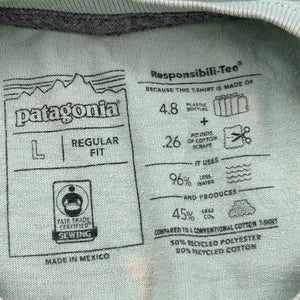 patagonia®
L
REGULAR
FIT
FAIR TRADE
CERTIFIED
SEWING
MADE IN MEXICO
Responsibili-Tee®
BECAUSE THIS T-SHIRT IS MADE OF
4.8 PLASTIC
BOTTLES
+
.26 POUNDS
OF COTTON
SCRAPS
IT USES
96% LESS
WATER
AND PRODUCES
45% LESS
CO₂
COMPARED TO A CONVENTIONAL COTTON T-SHIRT
50% RECYCLED POLYESTER
50% RECYCLED COTTON